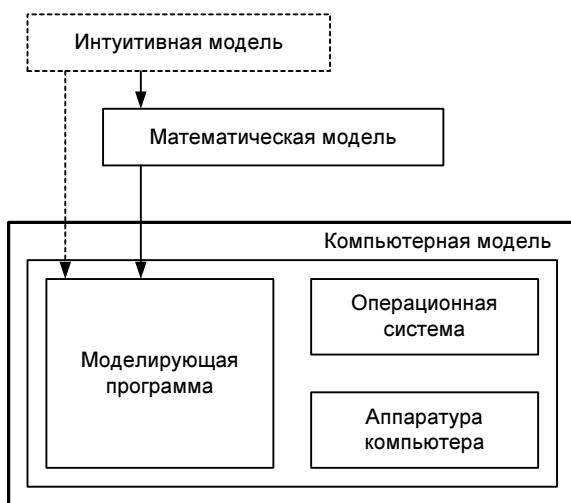 Интуитивная модель
Математическая модель
Компьютерная модель
Моделирующая
программа
Операционная
система
Аппаратура
компьютера